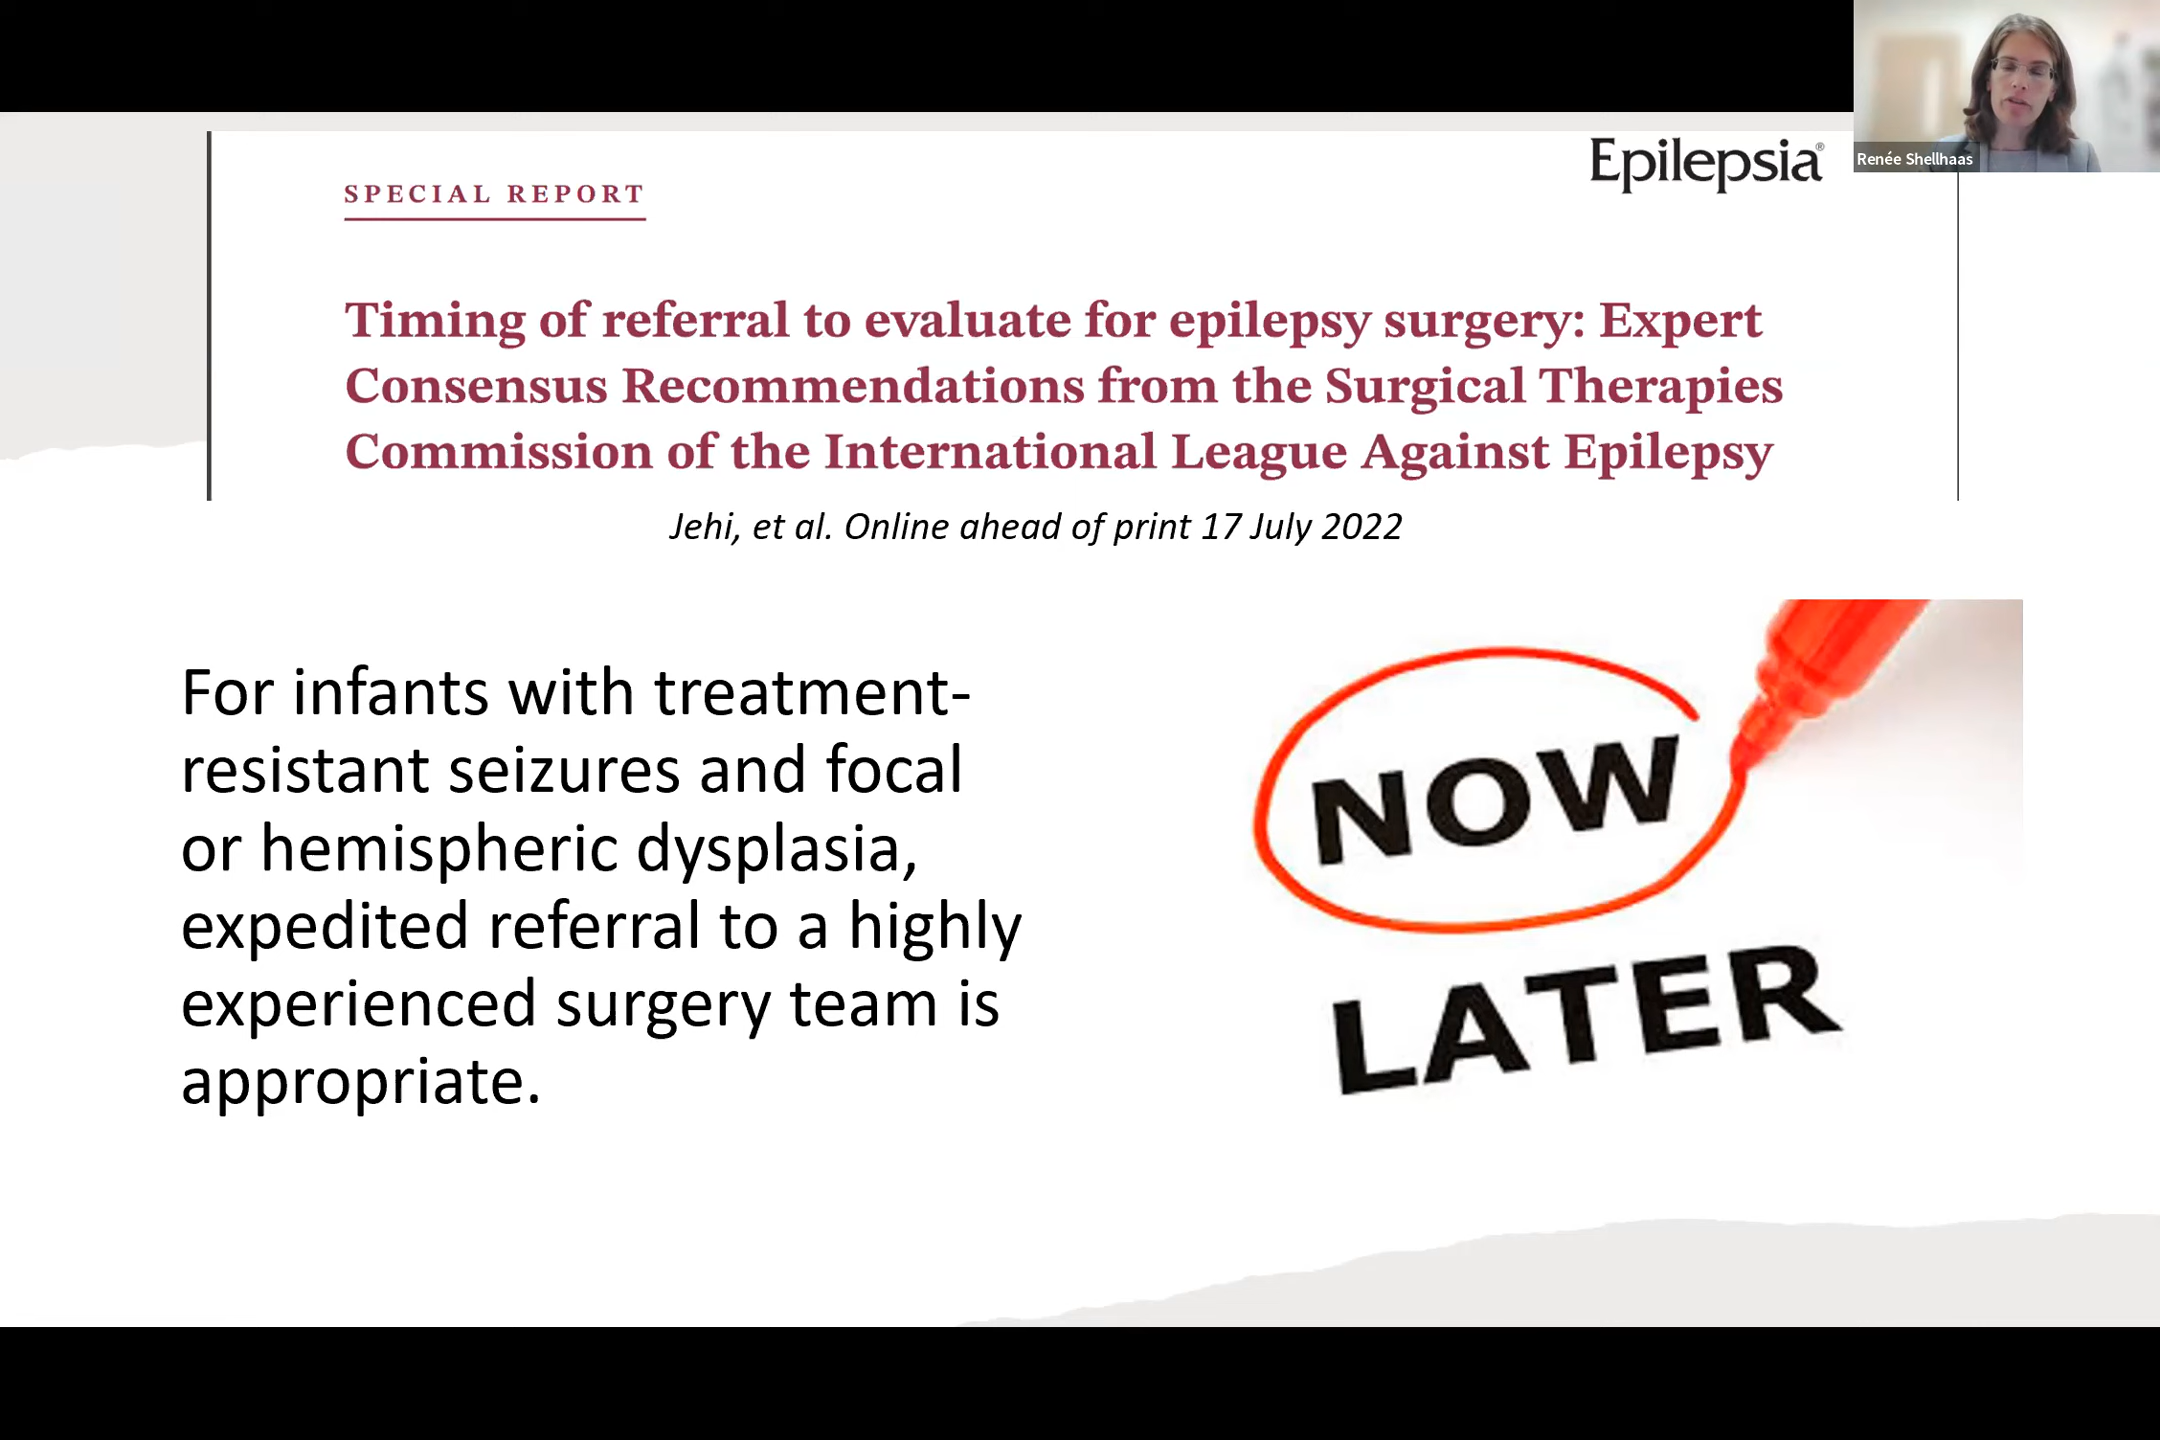 Epilepsia®
Renée Shellhaas
SPECIAL REPORT
Timing of referral to evaluate for epilepsy surgery: Expert
Consensus Recommendations from the Surgical Therapies
Commission of the International League Against Epilepsy
Jehi, et al. Online ahead of print 17 July 2022
For infants with treatment-
resistant seizures and focal
or hemispheric dysplasia,
expedited referral to a highly
experienced surgery team is
appropriate.
NOW
LATER